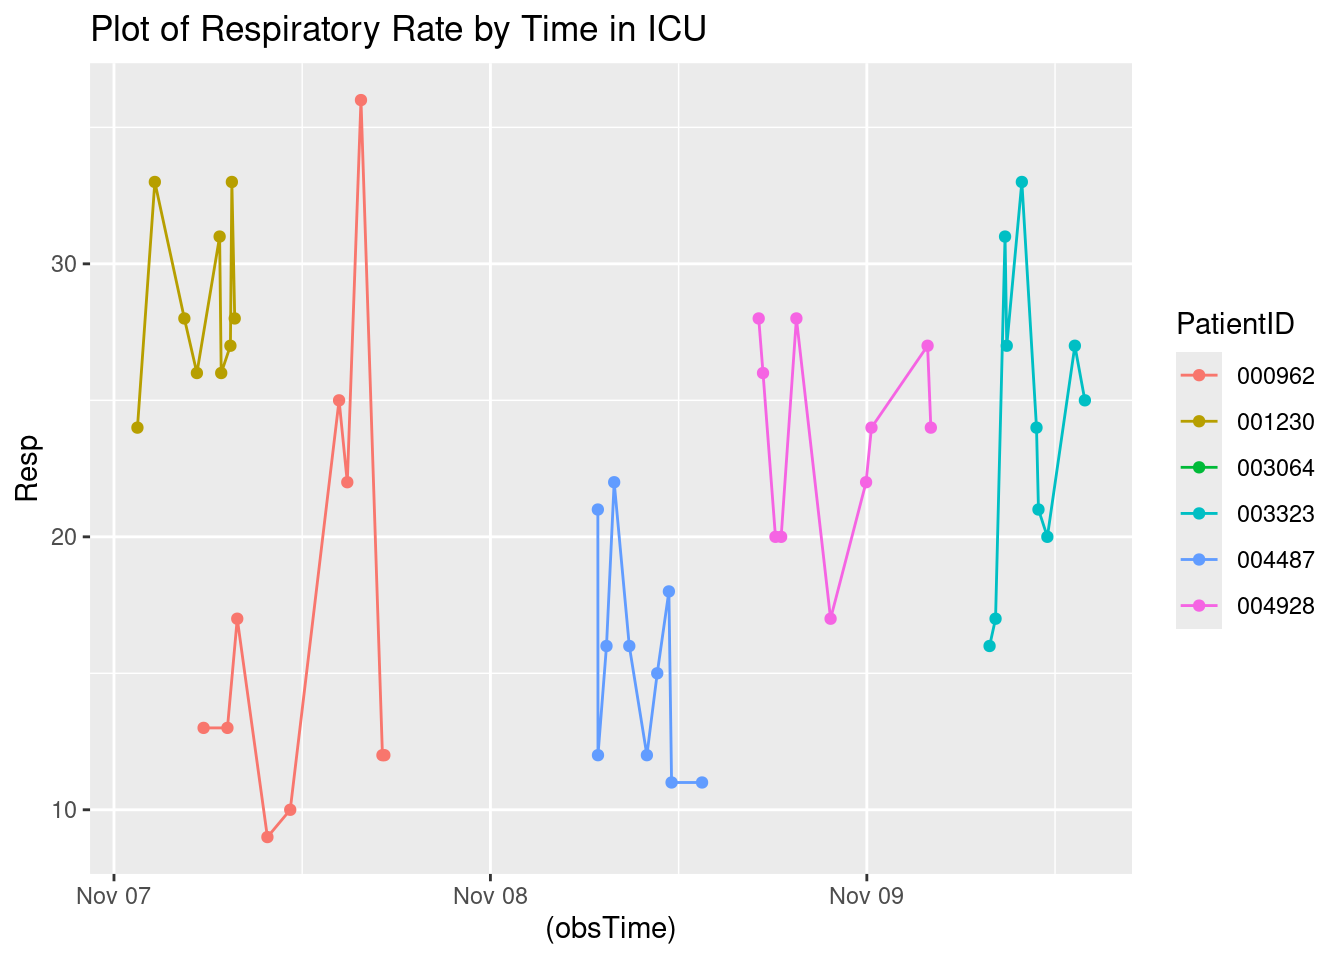 Plot of Respiratory Rate by Time in ICU
Resp
30
20
10
Nov 07
Nov 08
Nov 09
(obsTime)
PatientID
000962
001230
003064
003323
004487
004928